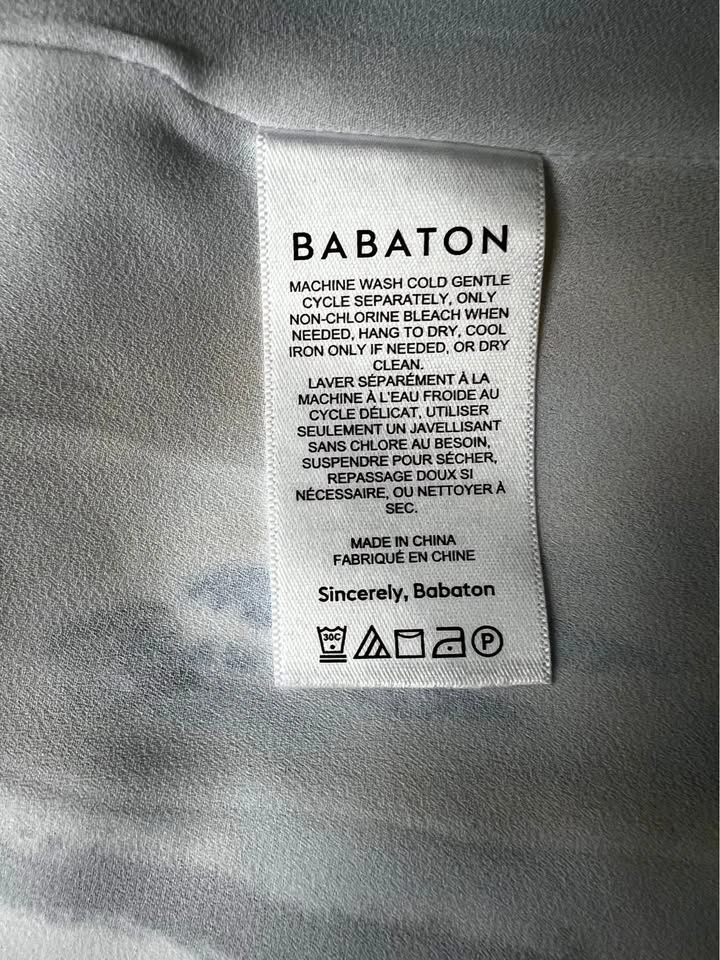 BABATON
MACHINE WASH COLD GENTLE
CYCLE SEPARATELY, ONLY
NON-CHLORINE BLEACH WHEN
NEEDED, HANG TO DRY, COOL
IRON ONLY IF NEEDED, OR DRY
CLEAN.
LAVER SÉPARÉMENT À LA
MACHINE À L'EAU FROIDE AU
CYCLE DÉLICAT, UTILISER
SEULEMENT UN JAVELLISANT
SANS CHLORE AU BESOIN,
SUSPENDRE POUR SÉCHER,
REPASSAGE DOUX SI
NÉCESSAIRE, OU NETTOYER À
SEC.
MADE IN CHINA
FABRIQUÉ EN CHINE
Sincerely, Babaton
30C P